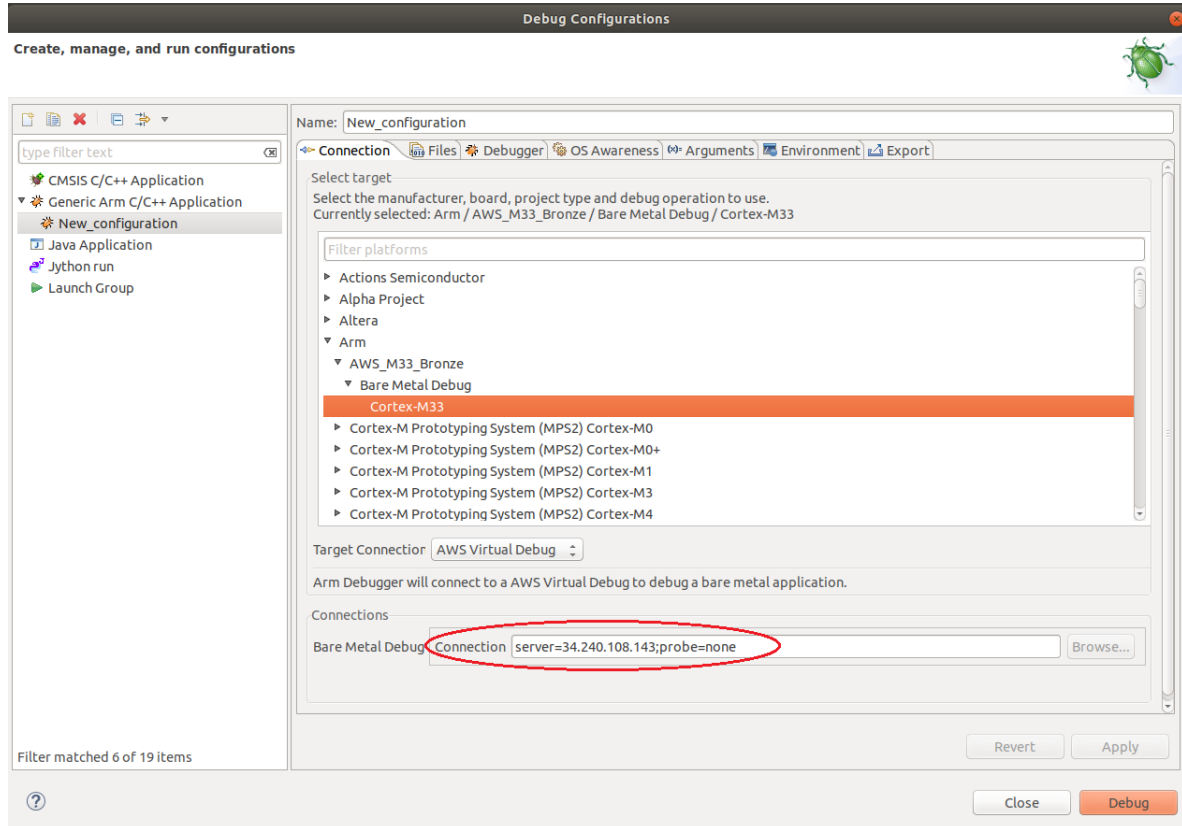 Debug Configurations
Create, manage, and run configurations
Name: New_configuration
type filter text
CMSIS C/C++ Application
Generic Arm C/C++ Application
New_configuration
Java Application
Jython run
Launch Group
Filter matched 6 of 19 items
Connection Files Debugger OS Awareness Arguments Environment Export
Select target
Select the manufacturer, board, project type and debug operation to use.
Currently selected: Arm / AWS_M33_Bronze / Bare Metal Debug / Cortex-M33
Filter platforms
Actions Semiconductor
Alpha Project
Altera
Arm
AWS_M33_Bronze
Bare Metal Debug
Cortex-M33
Cortex-M Prototyping System (MPS2) Cortex-M0
Cortex-M Prototyping System (MPS2) Cortex-M0+
Cortex-M Prototyping System (MPS2) Cortex-M1
Cortex-M Prototyping System (MPS2) Cortex-M3
Cortex-M Prototyping System (MPS2) Cortex-M4
Target Connection AWS Virtual Debug
Arm Debugger will connect to a AWS Virtual Debug to debug a bare metal application.
Connections
Bare Metal Debug Connection server=34.240.108.143;probe=none Browse...
Revert Apply
Close Debug